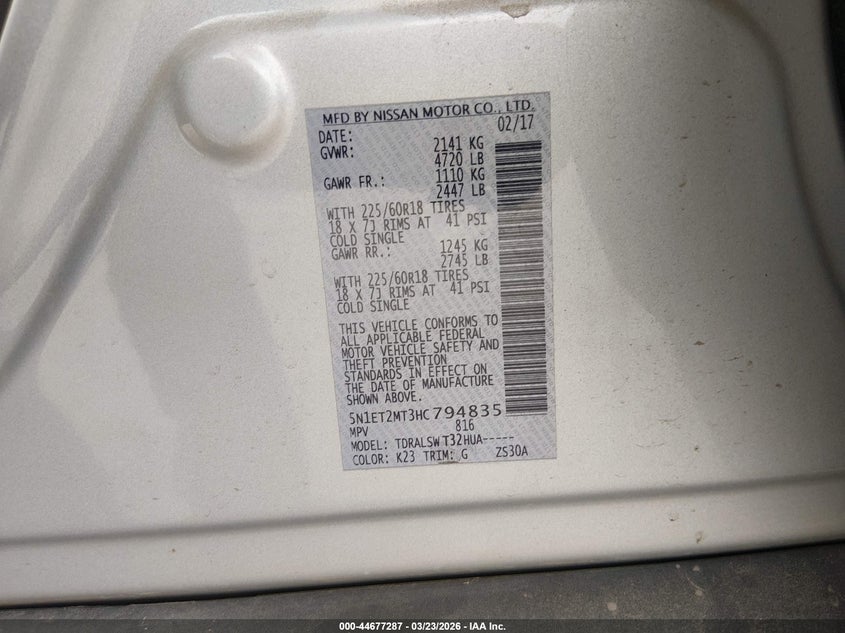 MFD BY NISSAN MOTOR CO., LTD.
DATE: 02/17
GVWR: 2141 KG
4720 LB
GAWR FR.: 1110 KG
2447 LB
WITH 225/60R18 TIRES
18 X 7J RIMS AT 41 PSI
COLD SINGLE
GAWR RR.: 1245 KG
2745 LB
WITH 225/60R18 TIRES
18 X 7J RIMS AT 41 PSI
COLD SINGLE
THIS VEHICLE CONFORMS TO
ALL APPLICABLE FEDERAL
MOTOR VEHICLE SAFETY AND
THEFT PREVENTION
STANDARDS IN EFFECT ON
THE DATE OF MANUFACTURE
SHOWN ABOVE.
5N1ET2MT3HC794835
MPV 816
MODEL: TDRALSWT32HUA-----
COLOR: K23 TRIM: G ZS30A
000-44677287 | 03/23/2026 | IAA Inc.